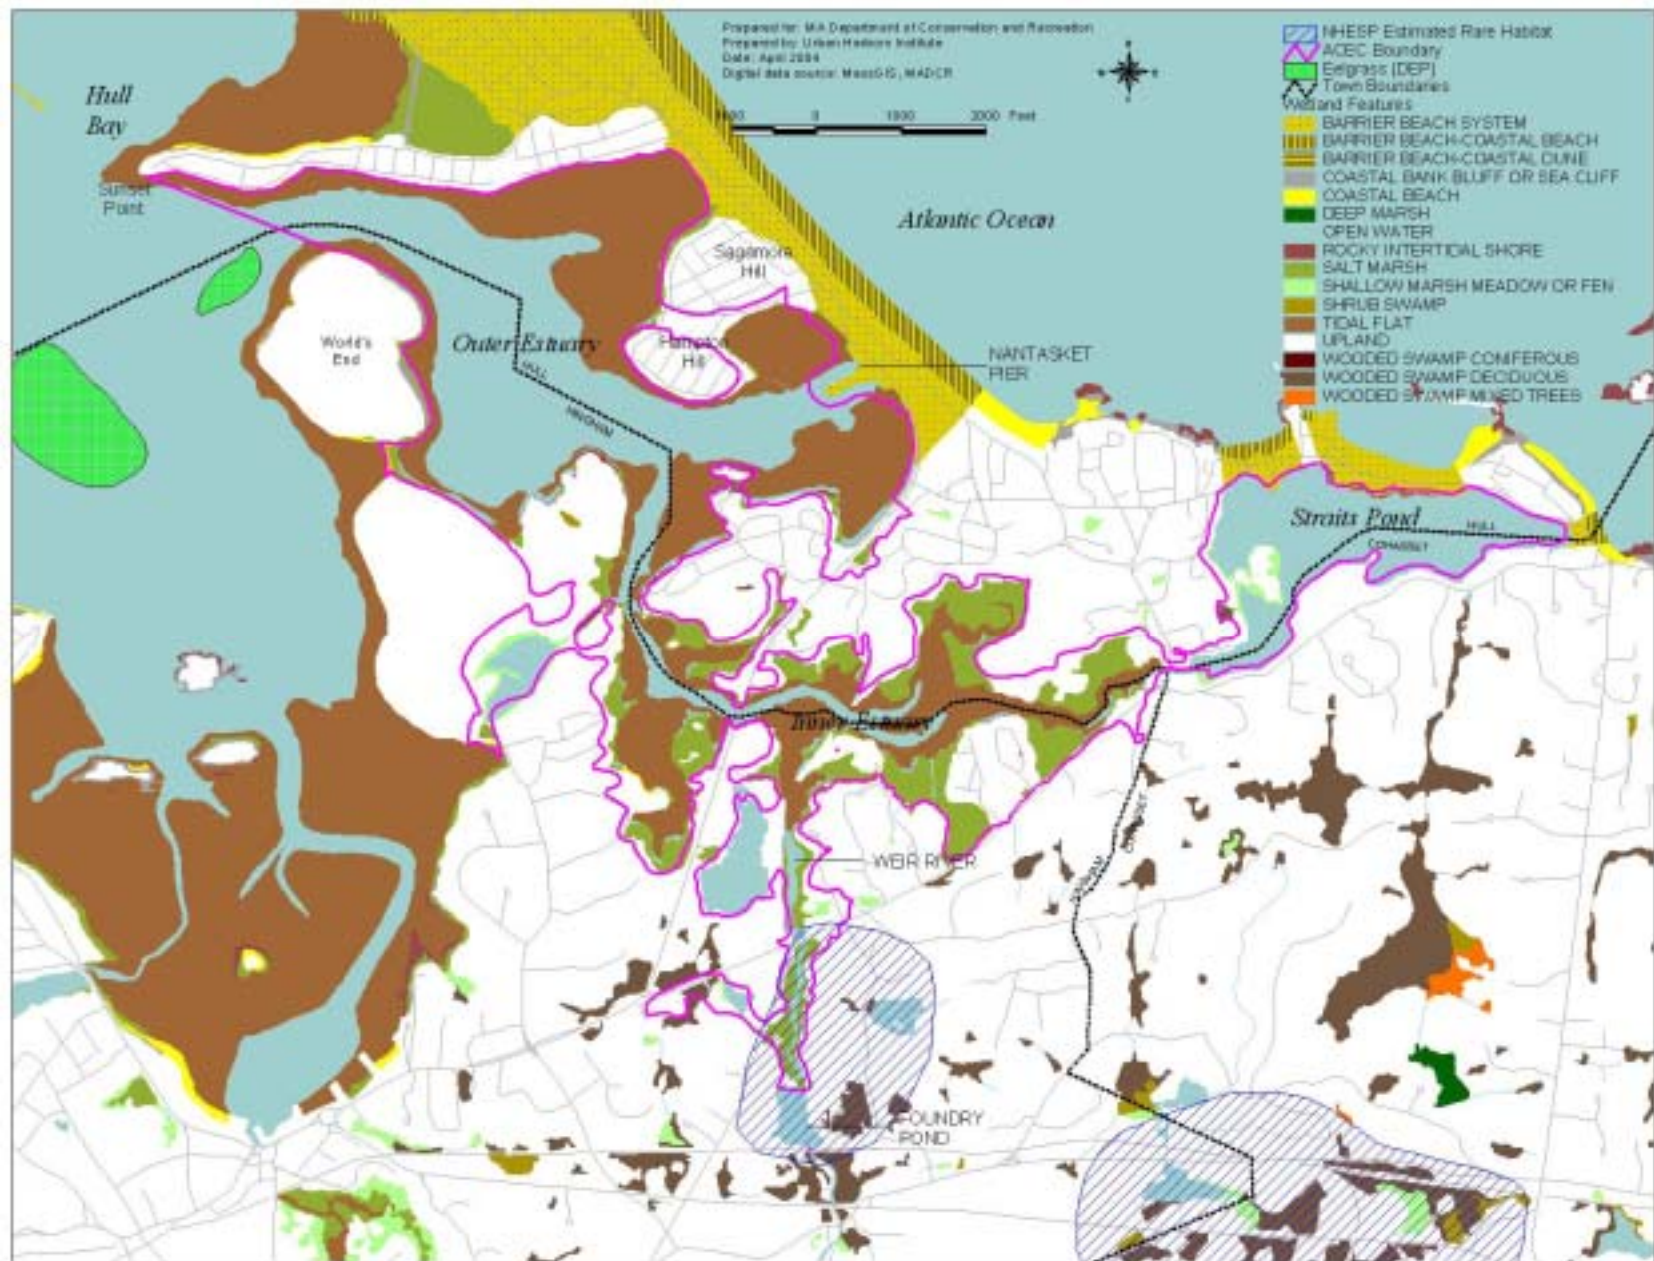 Prepared for: MA Department of Conservation and Recreation
Prepared by: Urban Harbors Institute
Date: April 2004
Digital data source: MassGIS, MADCR
0 1000 2000 Feet
NHESP Estimated Rare Habitat
ACEC Boundary
Eelgrass (DEP)
Town Boundaries
Wetland Features
BARRIER BEACH SYSTEM
BARRIER BEACH-COASTAL BEACH
BARRIER BEACH-COASTAL DUNE
COASTAL BANK BLUFF OR SEA CLIFF
COASTAL BEACH
DEEP MARSH
OPEN WATER
ROCKY INTERTIDAL SHORE
SALT MARSH
SHALLOW MARSH MEADOW OR FEN
SHRUB SWAMP
TIDAL FLAT
UPLAND
WOODED SWAMP CONIFEROUS
WOODED SWAMP DECIDUOUS
WOODED SWAMP MIXED TREES
Hull
Bay
Sunset
Point
Atlantic Ocean
Sagamore
Hill
World's
End
Outer Estuary
Hampton
Hill
NANTASKET
PIER
HULL
HINGHAM
Straits Pond
HULL
COHASSET
Inner Estuary
WEIR RIVER
HINGHAM
COHASSET
FOUNDRY
POND